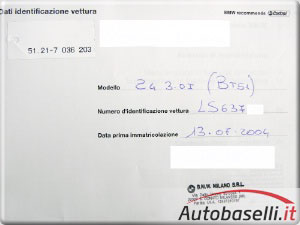 Dati identificazione vettura
BMW recommends Castrol
51.21-7 036 203
Modello Z4 3.0I (BT51)
Numero d'identificazione vettura LS637
Data prima immatricolazione 13.05.2004
B.M.W. MILANO S.R.L.
Autobaselli.it